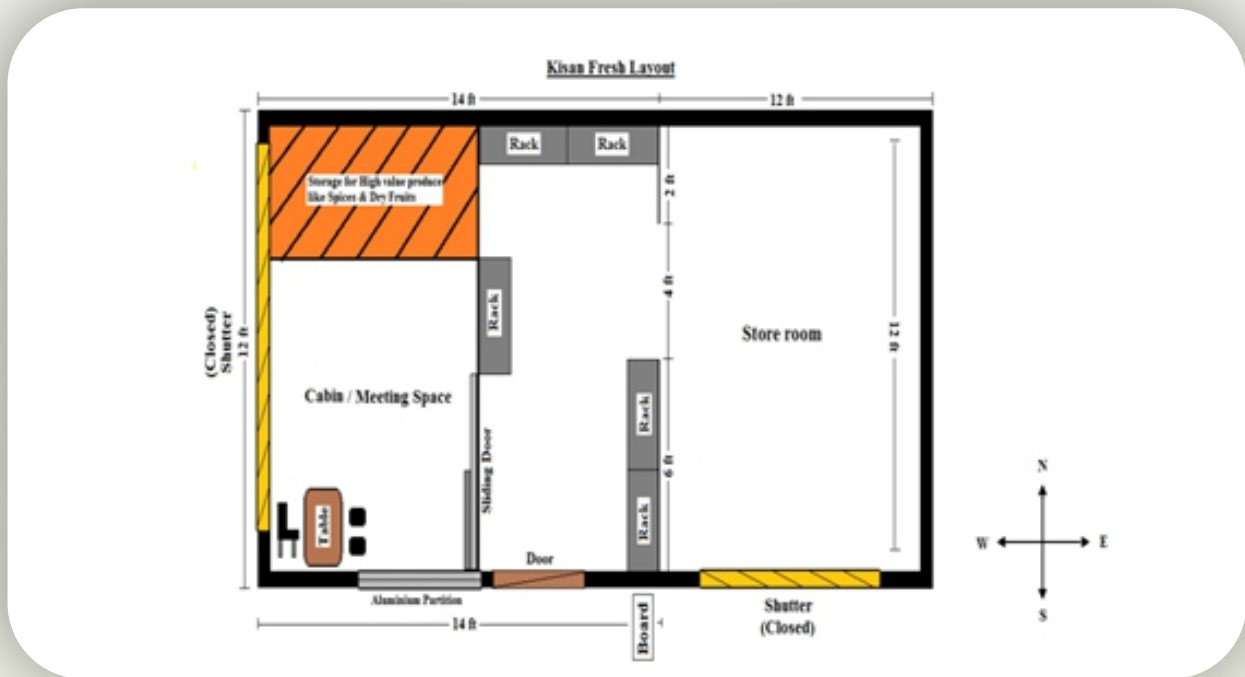 Kisan Fresh Layout
14 ft
12 ft
Rack
Rack
Storage for High value produce
like Spices & Dry Fruits
2 ft
Rack
4 ft
(Closed)
Shutter
12 ft
Store room
12 ft
Cabin / Meeting Space
Rack
Sliding Door
6 ft
Table
Rack
N
W
E
S
Door
Aluminium Partition
14 ft
Board
Shutter
(Closed)